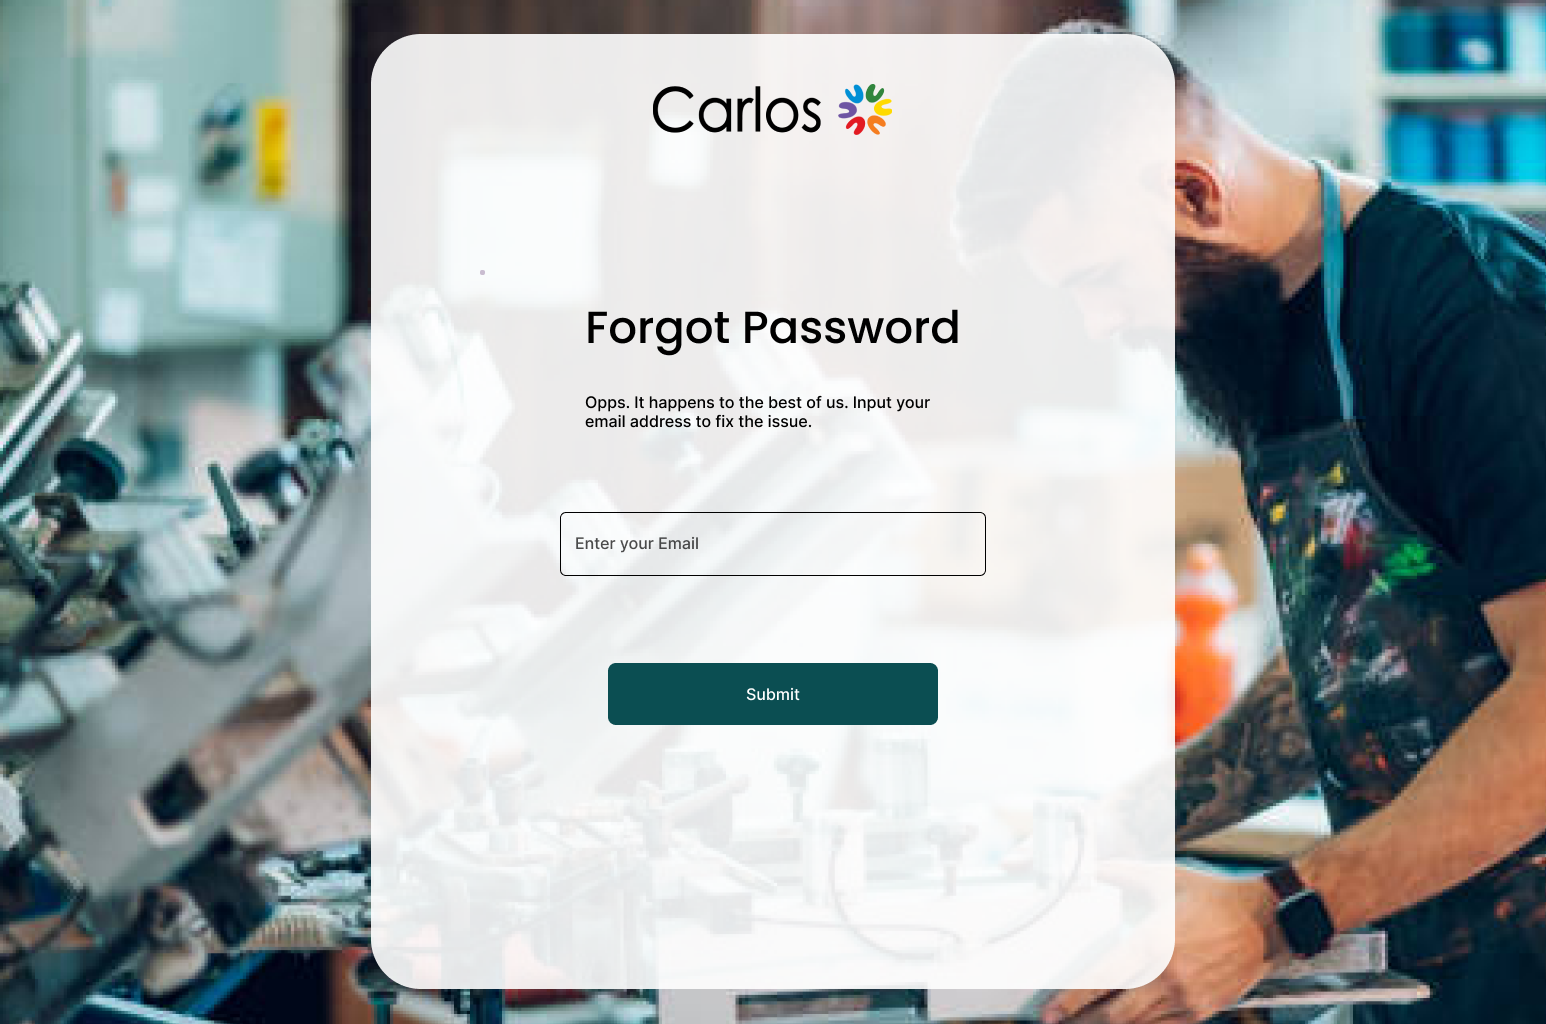 Carlos
Forgot Password
Opps. It happens to the best of us. Input your
email address to fix the issue.
Enter your Email
Submit